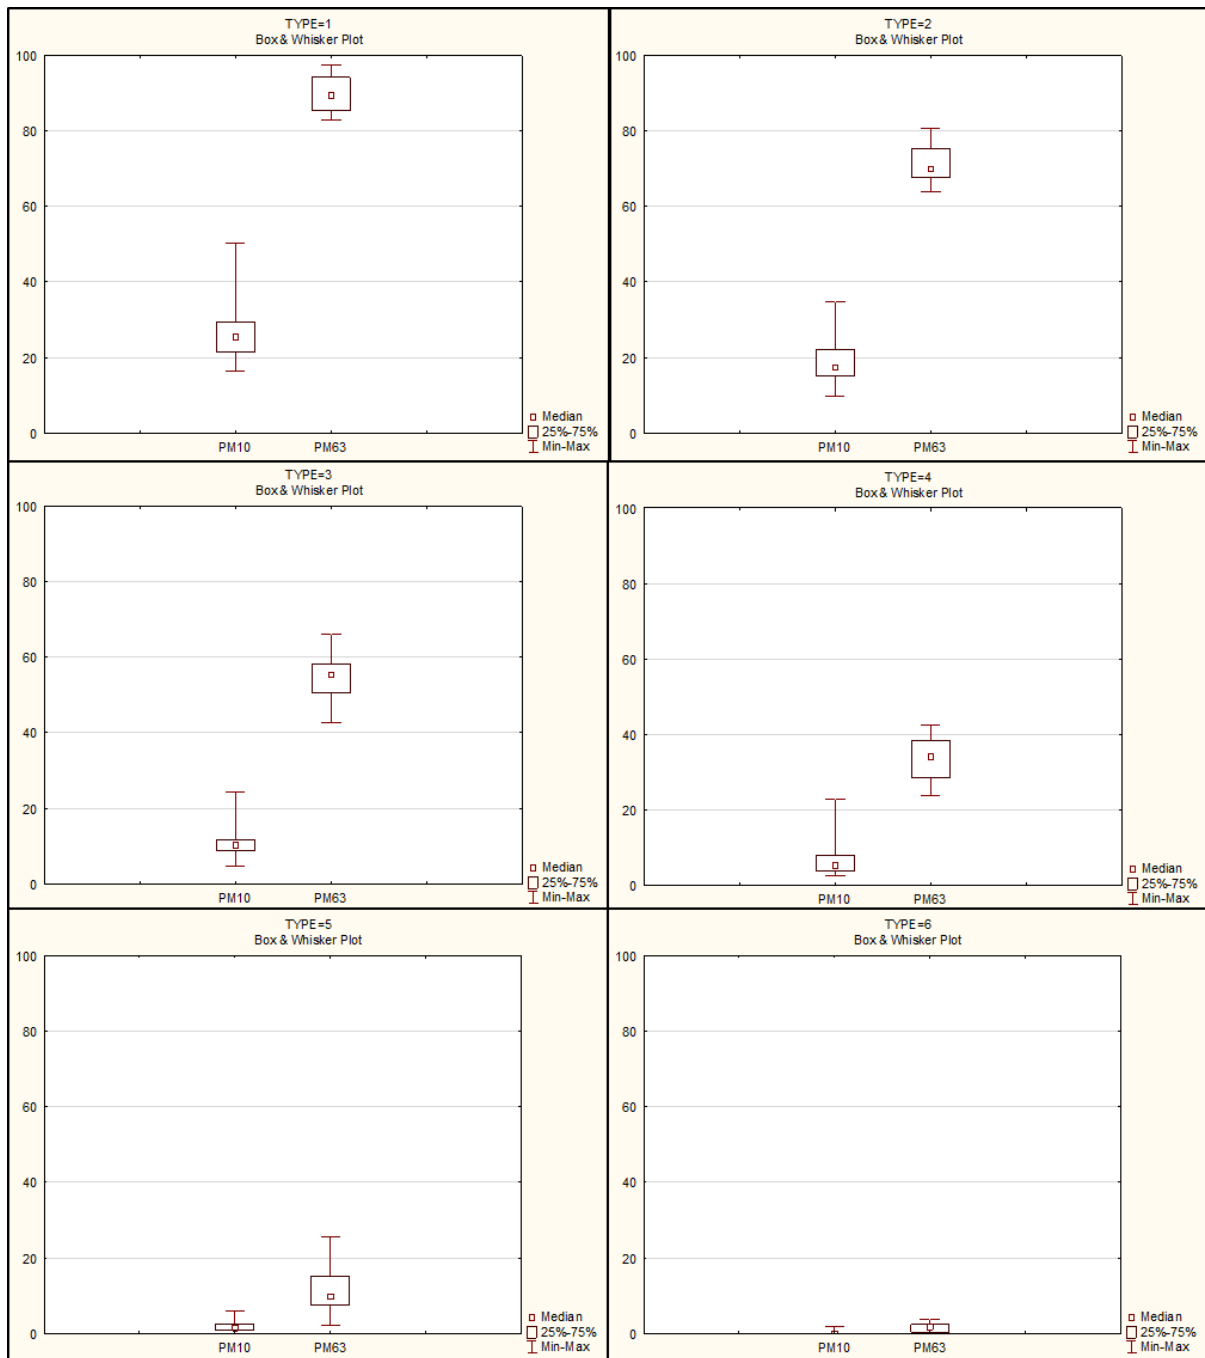 TYPE=1
Box & Whisker Plot
100
80
60
40
20
0
PM10 PM63
Median
25%-75%
Min-Max
TYPE=2
Box & Whisker Plot
100
80
60
40
20
0
PM10 PM63
Median
25%-75%
Min-Max
TYPE=3
Box & Whisker Plot
100
80
60
40
20
0
PM10 PM63
Median
25%-75%
Min-Max
TYPE=4
Box & Whisker Plot
100
80
60
40
20
0
PM10 PM63
Median
25%-75%
Min-Max
TYPE=5
Box & Whisker Plot
100
80
60
40
20
0
PM10 PM63
Median
25%-75%
Min-Max
TYPE=6
Box & Whisker Plot
100
80
60
40
20
0
PM10 PM63
Median
25%-75%
Min-Max